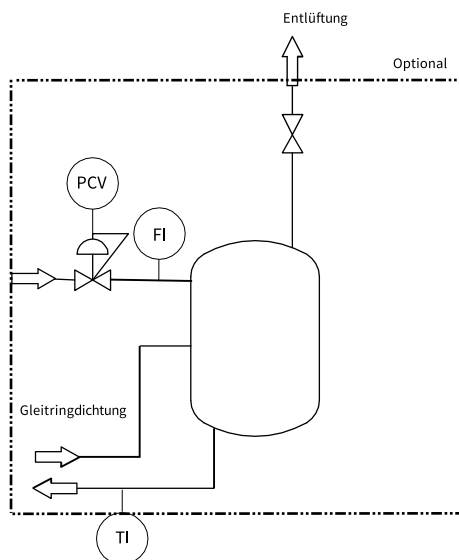 Entlüftung
Optional
PCV
FI
Gleitringdichtung
TI